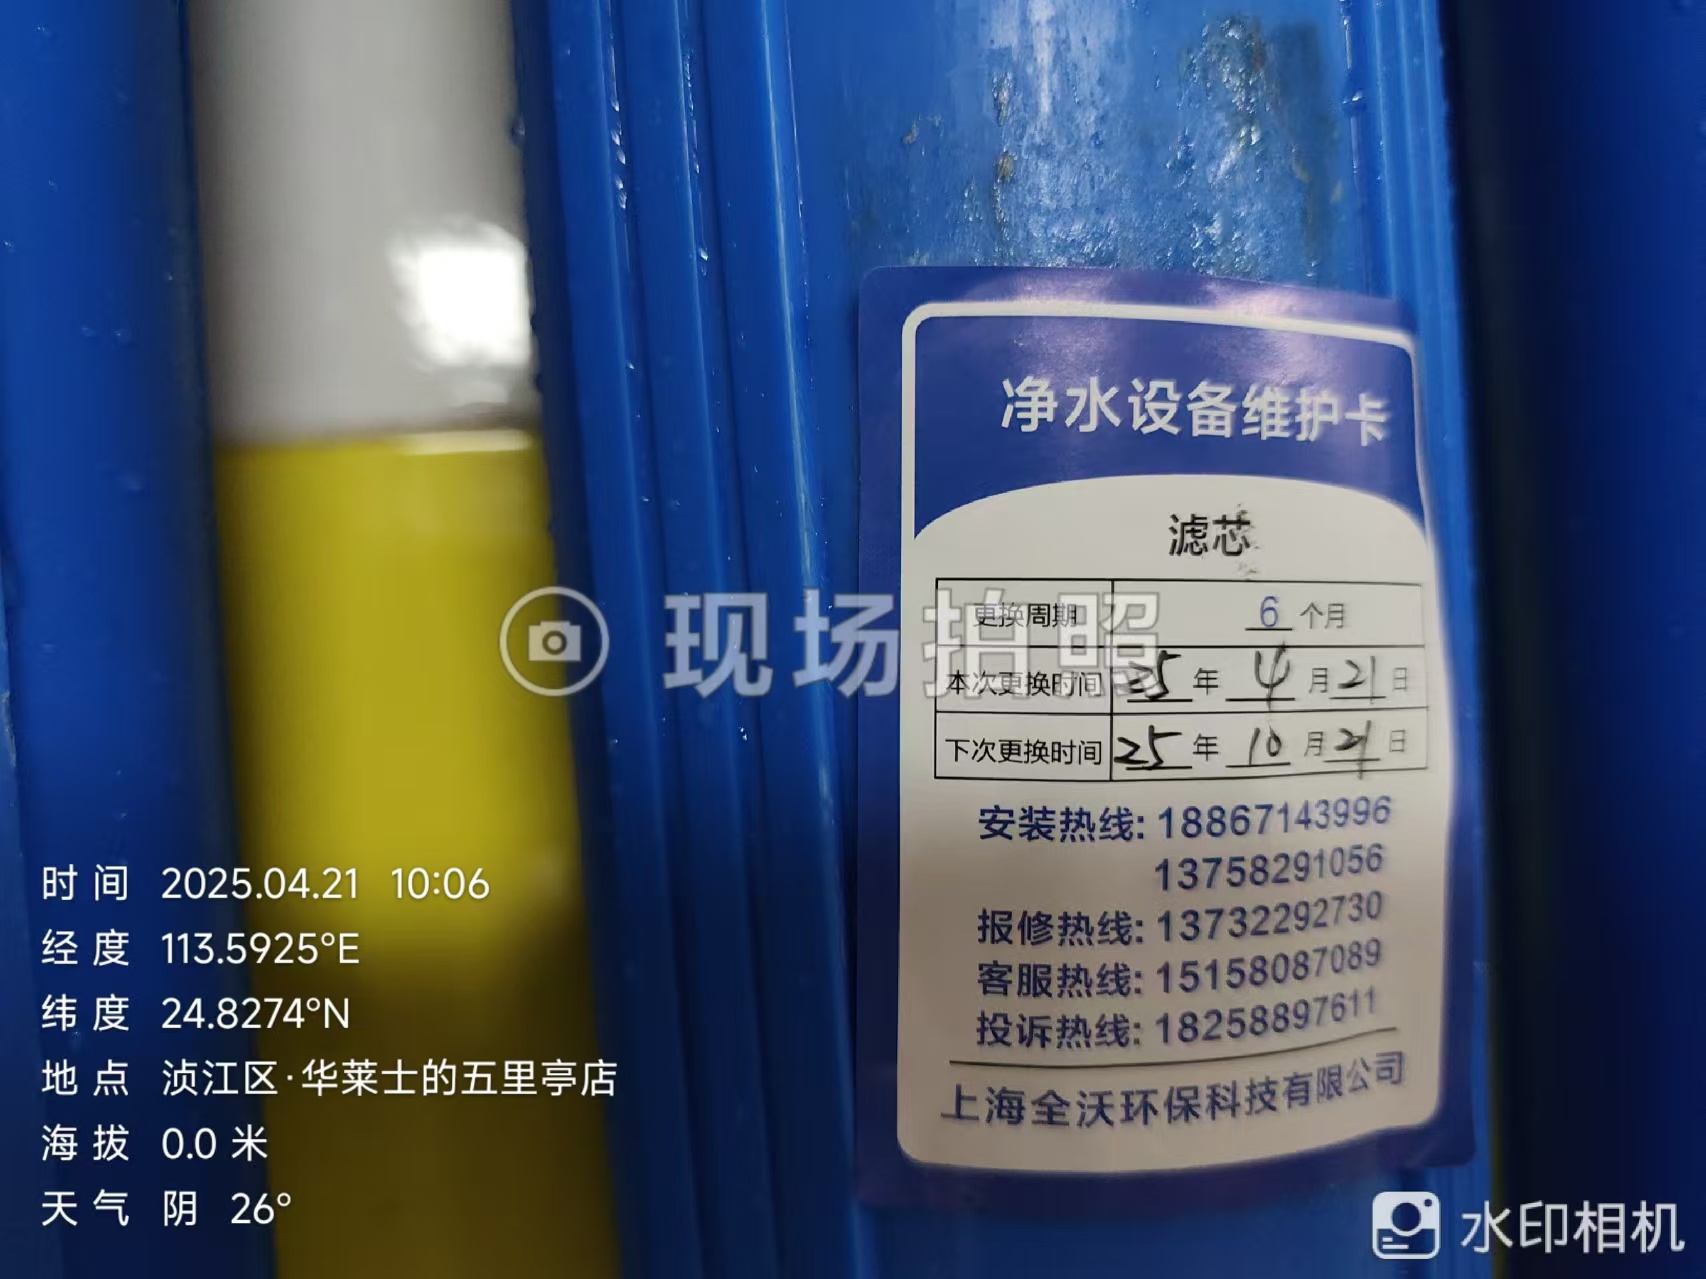 净水设备维护卡
滤芯
更换周期 6 个月
本次更换时间 25 年 4 月 21 日
下次更换时间 25 年 10 月 21 日
安装热线: 18867143996
13758291056
报修热线: 13732292730
客服热线: 15158087089
投诉热线: 18258897611
上海全沃环保科技有限公司
现场拍照
时间 2025.04.21 10:06
经度 113.5925°E
纬度 24.8274°N
地点 浈江区·华莱士的五里亭店
海拔 0.0 米
天气 阴 26°
水印相机